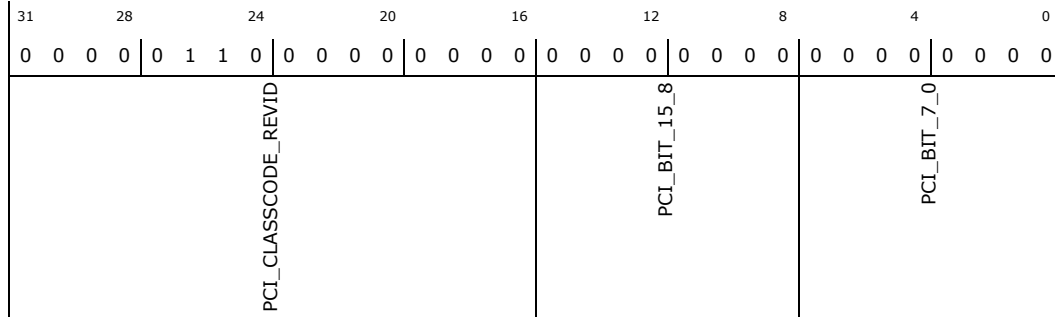 31 28 24 20 16 12 8 4 0
0 0 0 0 0 1 1 0 0 0 0 0 0 0 0 0 0 0 0 0 0 0 0 0 0 0 0 0 0 0 0 0
PCI_CLASSCODE_REVID
PCI_BIT_15_8
PCI_BIT_7_0